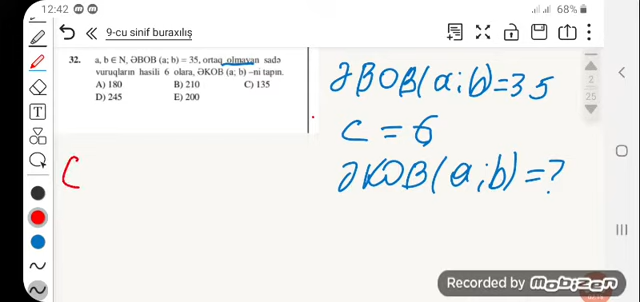 12:42
68%
9-cu sinif buraxılış
32. a, b ∈ N, ƏBOB (a; b) = 35, ortaq olmayan sadə
vuruqların hasili 6 olarsa, ƏKOB (a; b) –ni tapın.
A) 180 B) 210 C) 135
D) 245 E) 200
ƏBOB(a;b)=35
c = 6
ƏKOB(a;b)=?
C
T
2
25
Recorded by Mobizen